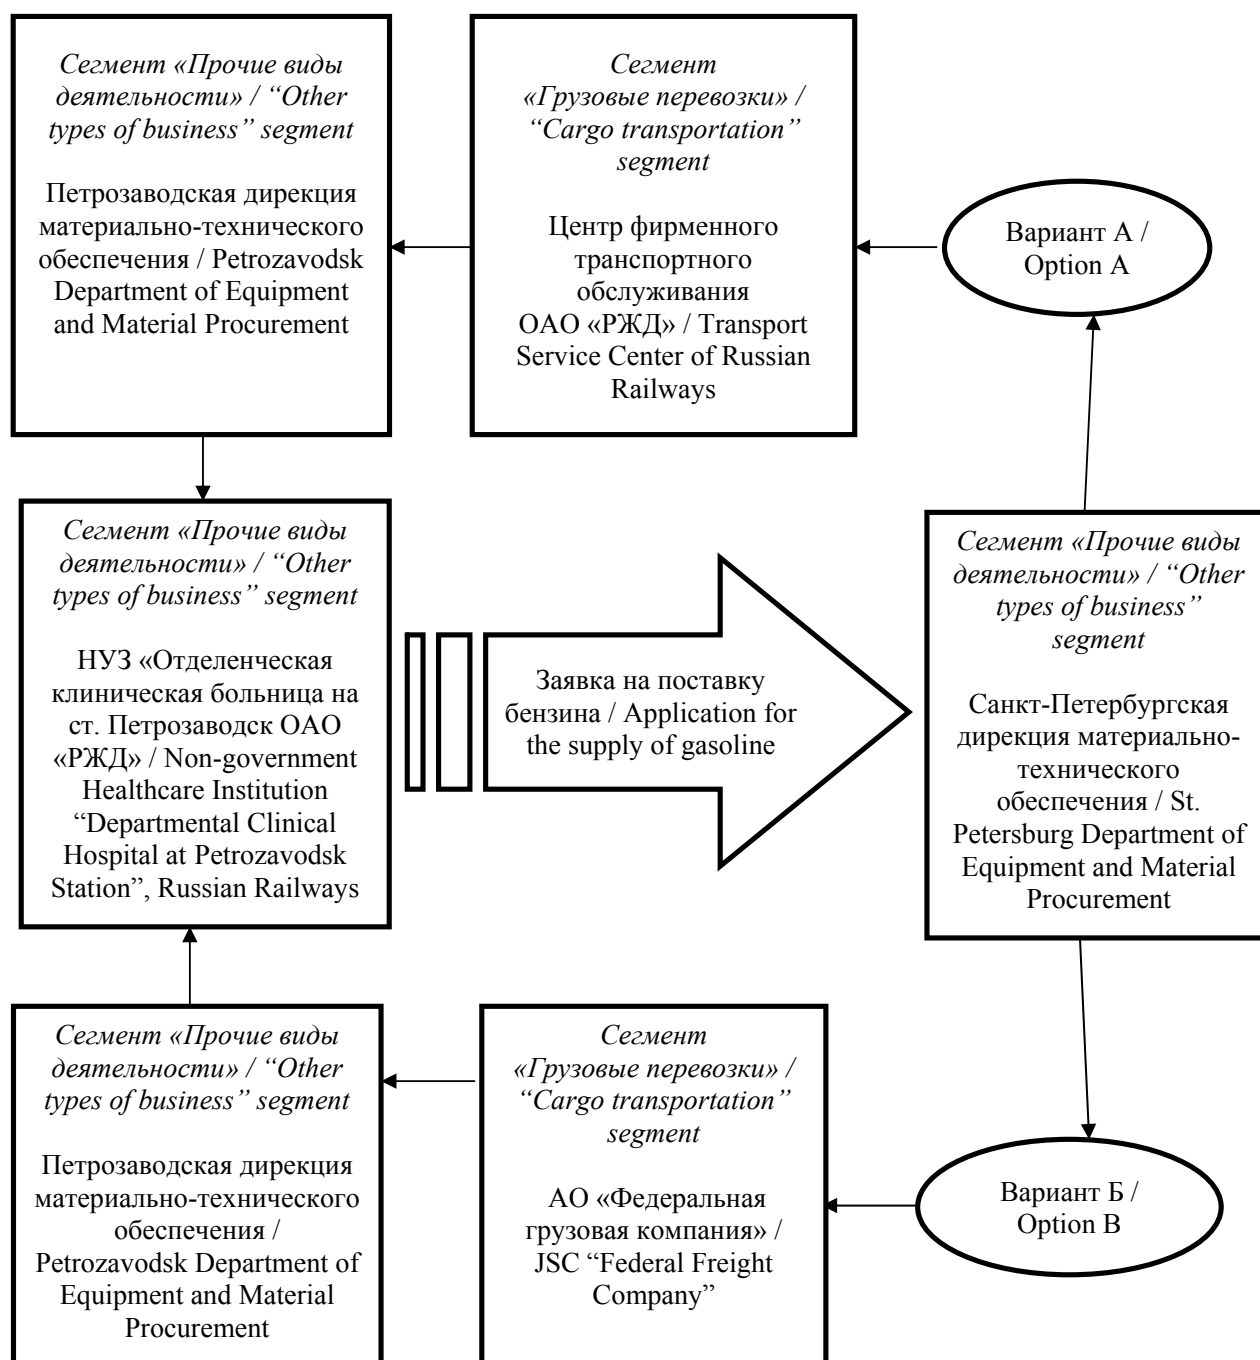 Сегмент «Прочие виды
деятельности» / “Other
types of business” segment
Петрозаводская дирекция
материально-технического
обеспечения / Petrozavodsk
Department of Equipment
and Material Procurement
Сегмент
«Грузовые перевозки» /
“Cargo transportation”
segment
Центр фирменного
транспортного
обслуживания
ОАО «РЖД» / Transport
Service Center of Russian
Railways
Вариант А /
Option A
Сегмент «Прочие виды
деятельности» / “Other
types of business” segment
НУЗ «Отделенческая
клиническая больница на
ст. Петрозаводск ОАО
«РЖД» / Non-government
Healthcare Institution
“Departmental Clinical
Hospital at Petrozavodsk
Station”, Russian Railways
Заявка на поставку
бензина / Application for
the supply of gasoline
Сегмент «Прочие виды
деятельности» / “Other
types of business”
segment
Санкт-Петербургская
дирекция материально-
технического
обеспечения / St.
Petersburg Department of
Equipment and Material
Procurement
Сегмент «Прочие виды
деятельности» / “Other
types of business” segment
Петрозаводская дирекция
материально-технического
обеспечения /
Petrozavodsk Department of
Equipment and Material
Procurement
Сегмент
«Грузовые перевозки» /
“Cargo transportation”
segment
АО «Федеральная
грузовая компания» /
JSC “Federal Freight
Company”
Вариант Б /
Option B